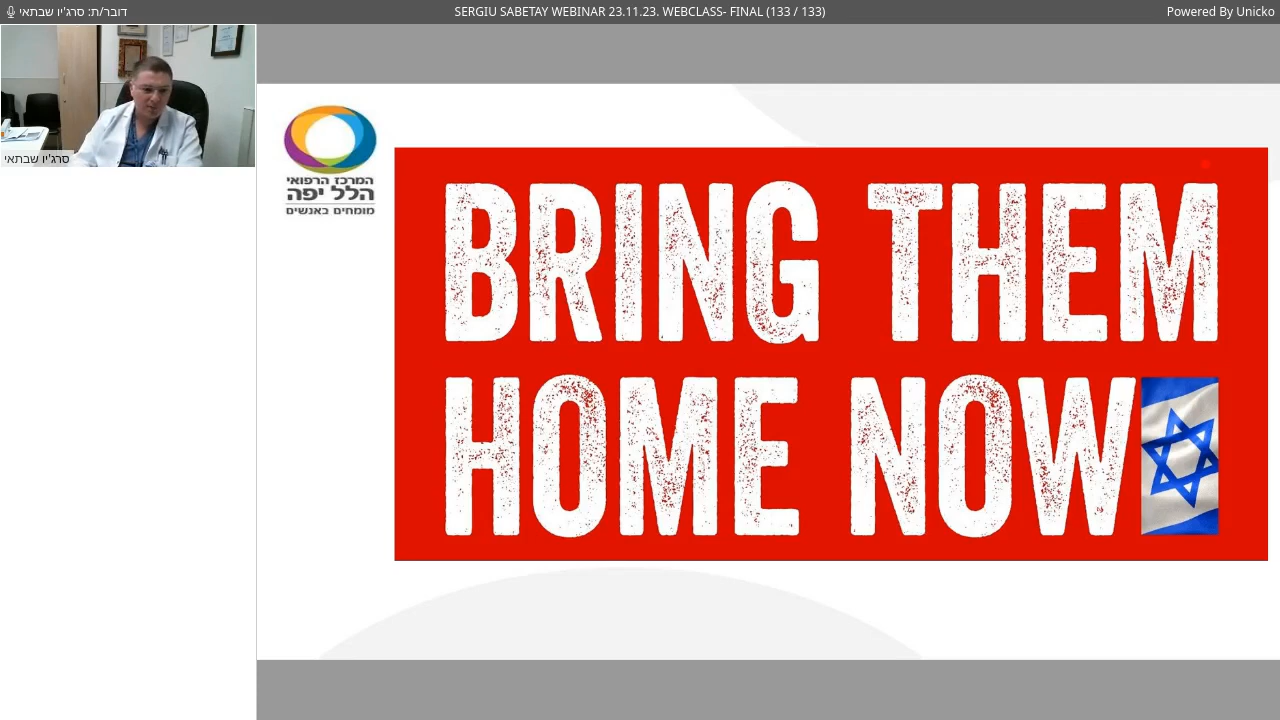 דובר/ת: סרג'יו שבתאי
SERGIU SABETAY WEBINAR 23.11.23. WEBCLASS- FINAL (133 / 133)
Powered By Unicko
סרג'יו שבתאי
המרכז הרפואי
הלל יפה
מומחים באנשים
BRING THEM
HOME NOW